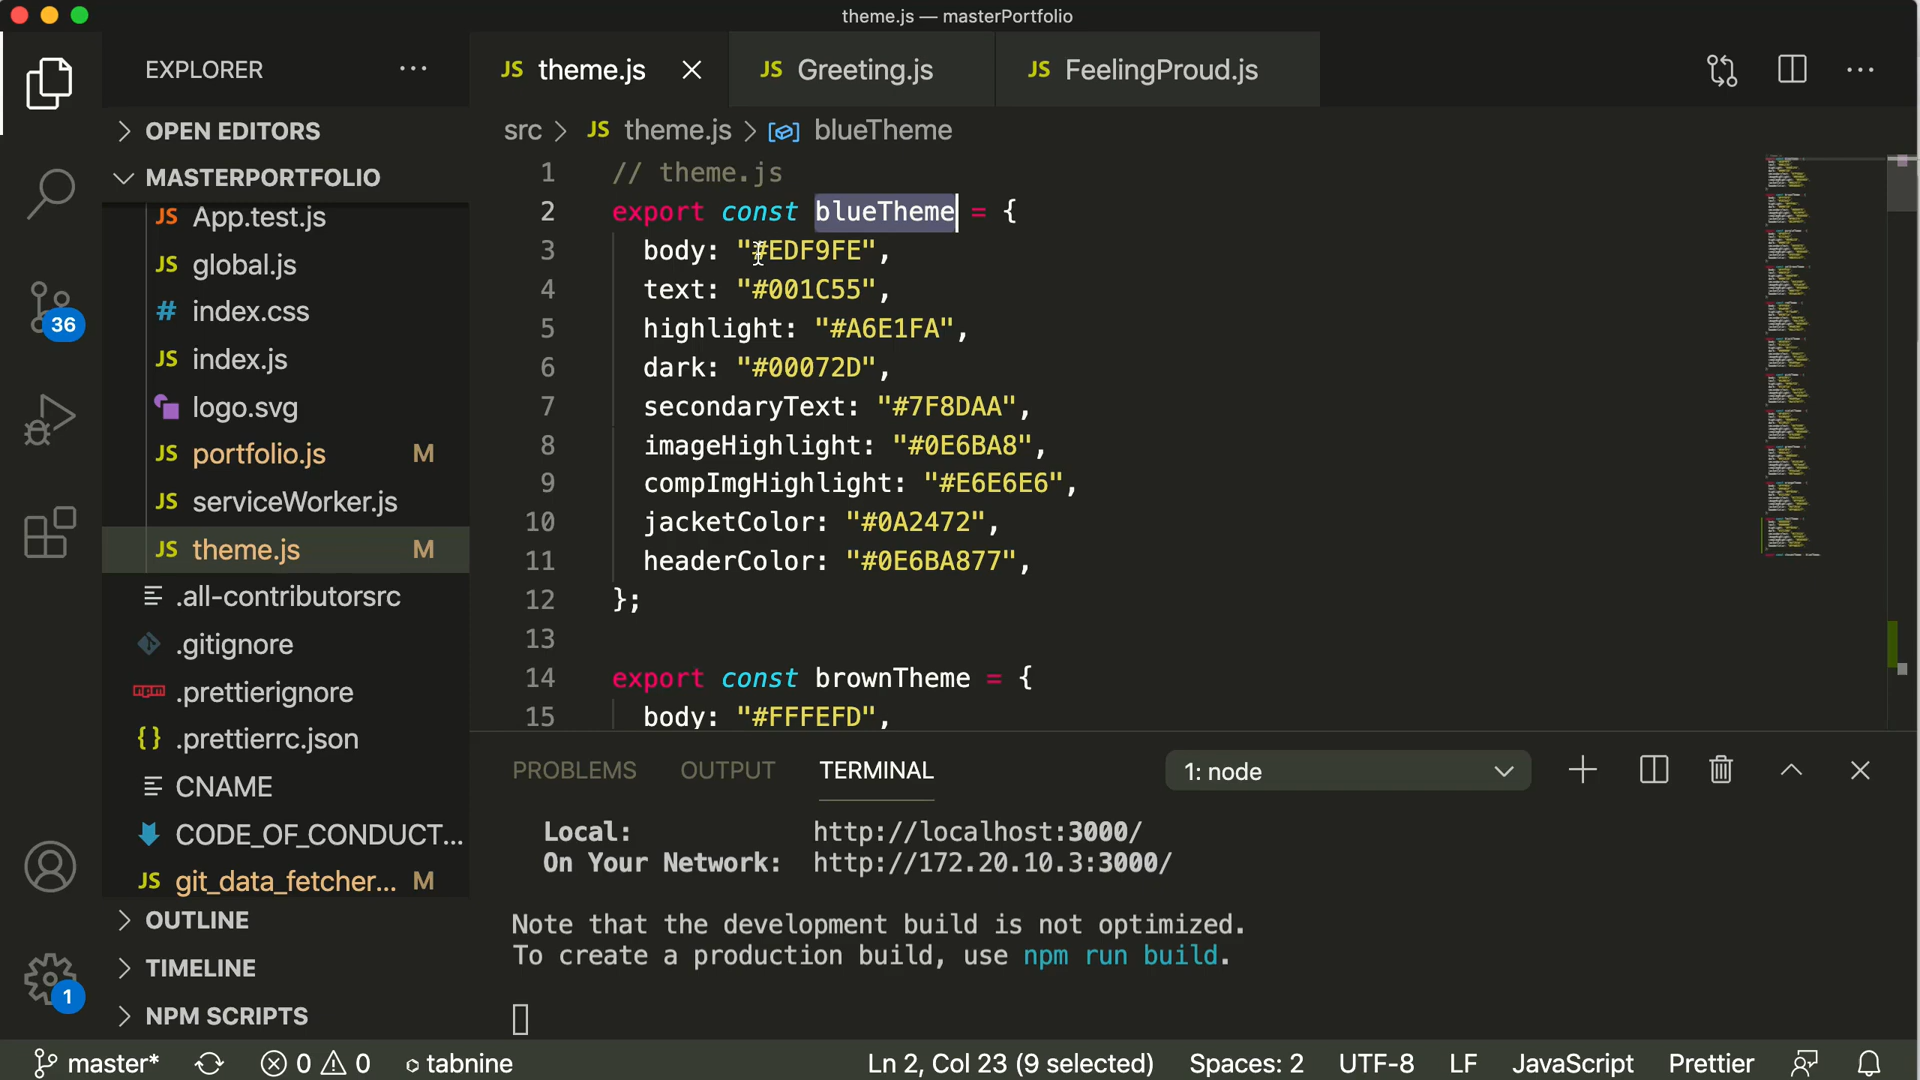 theme.js — masterPortfolio
EXPLORER
JS theme.js
JS Greeting.js
JS FeelingProud.js
OPEN EDITORS
src > JS theme.js > blueTheme
MASTERPORTFOLIO
JS App.test.js
JS global.js
# index.css
JS index.js
logo.svg
JS portfolio.js M
JS serviceWorker.js
JS theme.js M
.all-contributorsrc
.gitignore
.prettierignore
{} .prettierrc.json
CNAME
CODE_OF_CONDUCT...
JS git_data_fetcher... M
OUTLINE
TIMELINE
NPM SCRIPTS
36
1
1 // theme.js
2 export const blueTheme = {
3 body: "#EDF9FE",
4 text: "#001C55",
5 highlight: "#A6E1FA",
6 dark: "#00072D",
7 secondaryText: "#7F8DAA",
8 imageHighlight: "#0E6BA8",
9 compImgHighlight: "#E6E6E6",
10 jacketColor: "#0A2472",
11 headerColor: "#0E6BA877",
12 };
13
14 export const brownTheme = {
15 body: "#FFFEFD",
PROBLEMS OUTPUT TERMINAL 1: node
Local: http://localhost:3000/
On Your Network: http://172.20.10.3:3000/
Note that the development build is not optimized.
To create a production build, use npm run build.
master* 0 0 tabnine Ln 2, Col 23 (9 selected) Spaces: 2 UTF-8 LF JavaScript Prettier